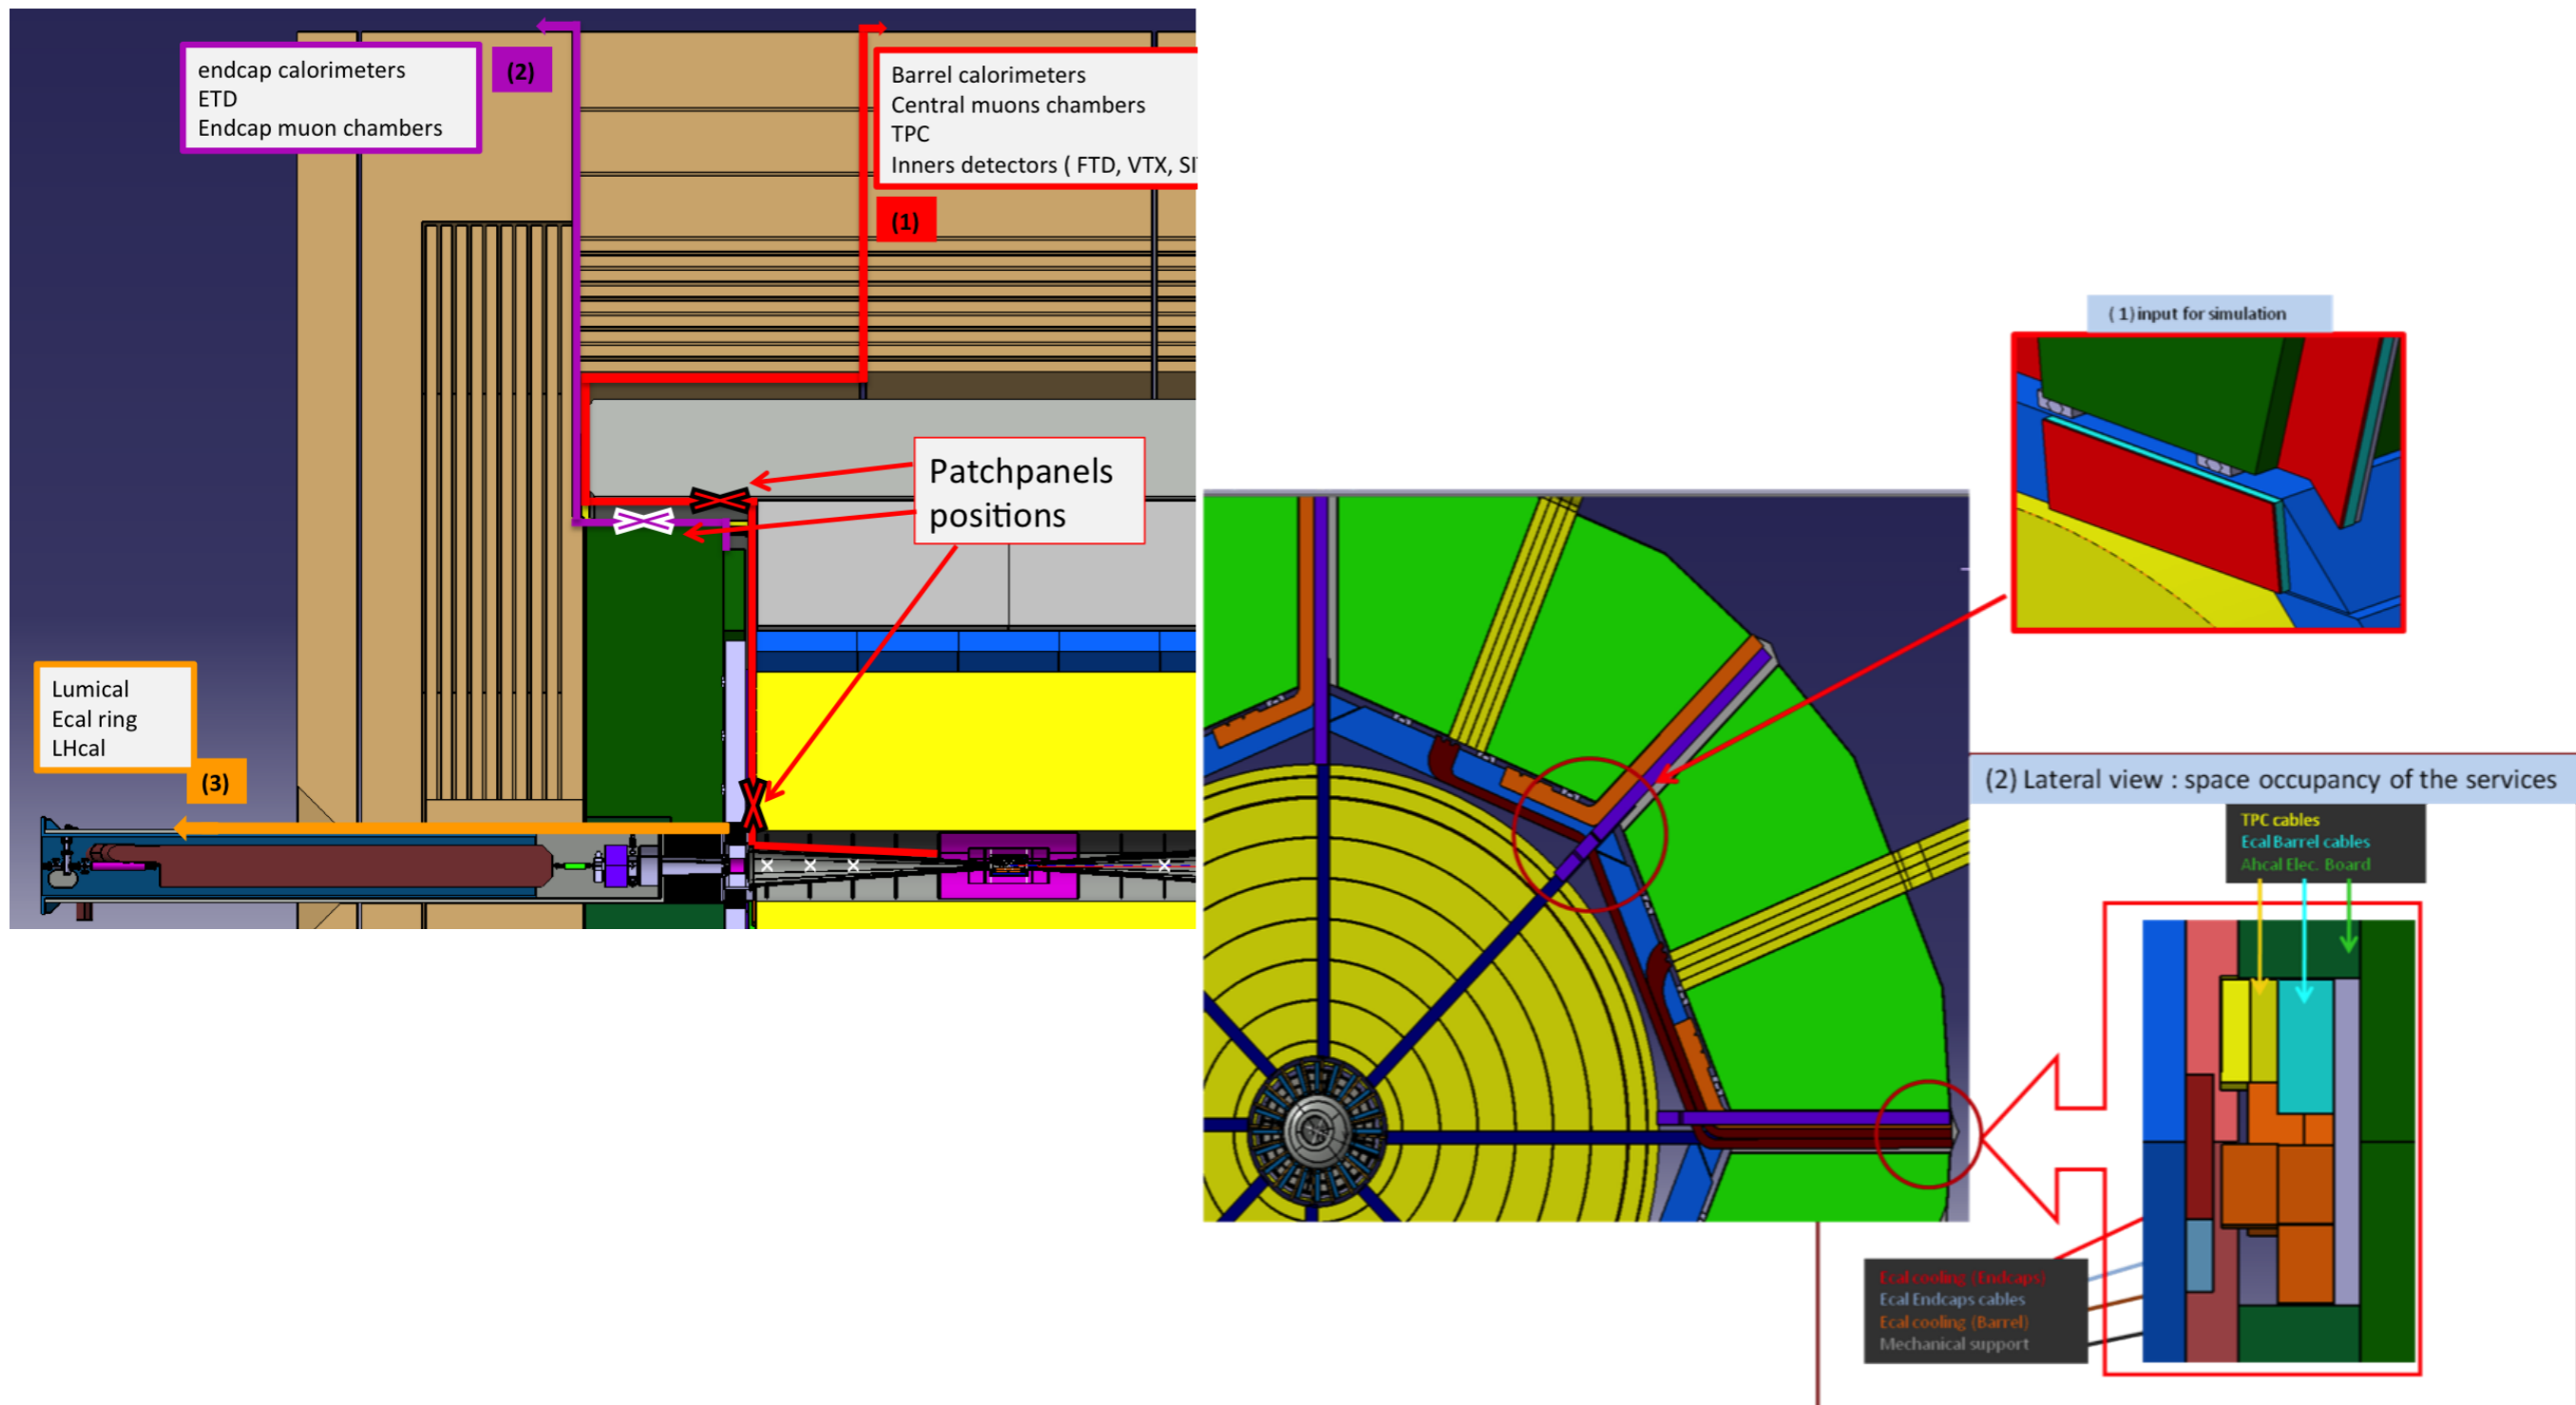 endcap calorimeters
ETD
Endcap muon chambers
(2)
Barrel calorimeters
Central muons chambers
TPC
Inners detectors ( FTD, VTX, SI
(1)
Patchpanels
positions
Lumical
Ecal ring
LHcal
(3)
( 1) input for simulation
(2) Lateral view : space occupancy of the services
TPC cables
Ecal Barrel cables
Ahcal Elec. Board
Ecal cooling (Endcaps)
Ecal Endcaps cables
Ecal cooling (Barrel)
Mechanical support